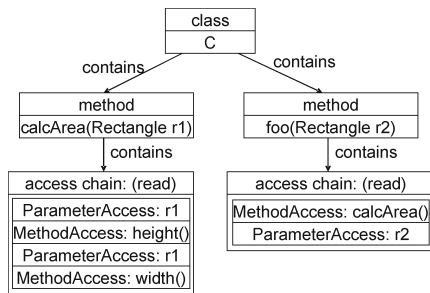 class
C
contains
contains
method
calcArea(Rectangle r1)
method
foo(Rectangle r2)
contains
contains
access chain: (read)
ParameterAccess: r1
MethodAccess: height()
ParameterAccess: r1
MethodAccess: width()
access chain: (read)
MethodAccess: calcArea()
ParameterAccess: r2